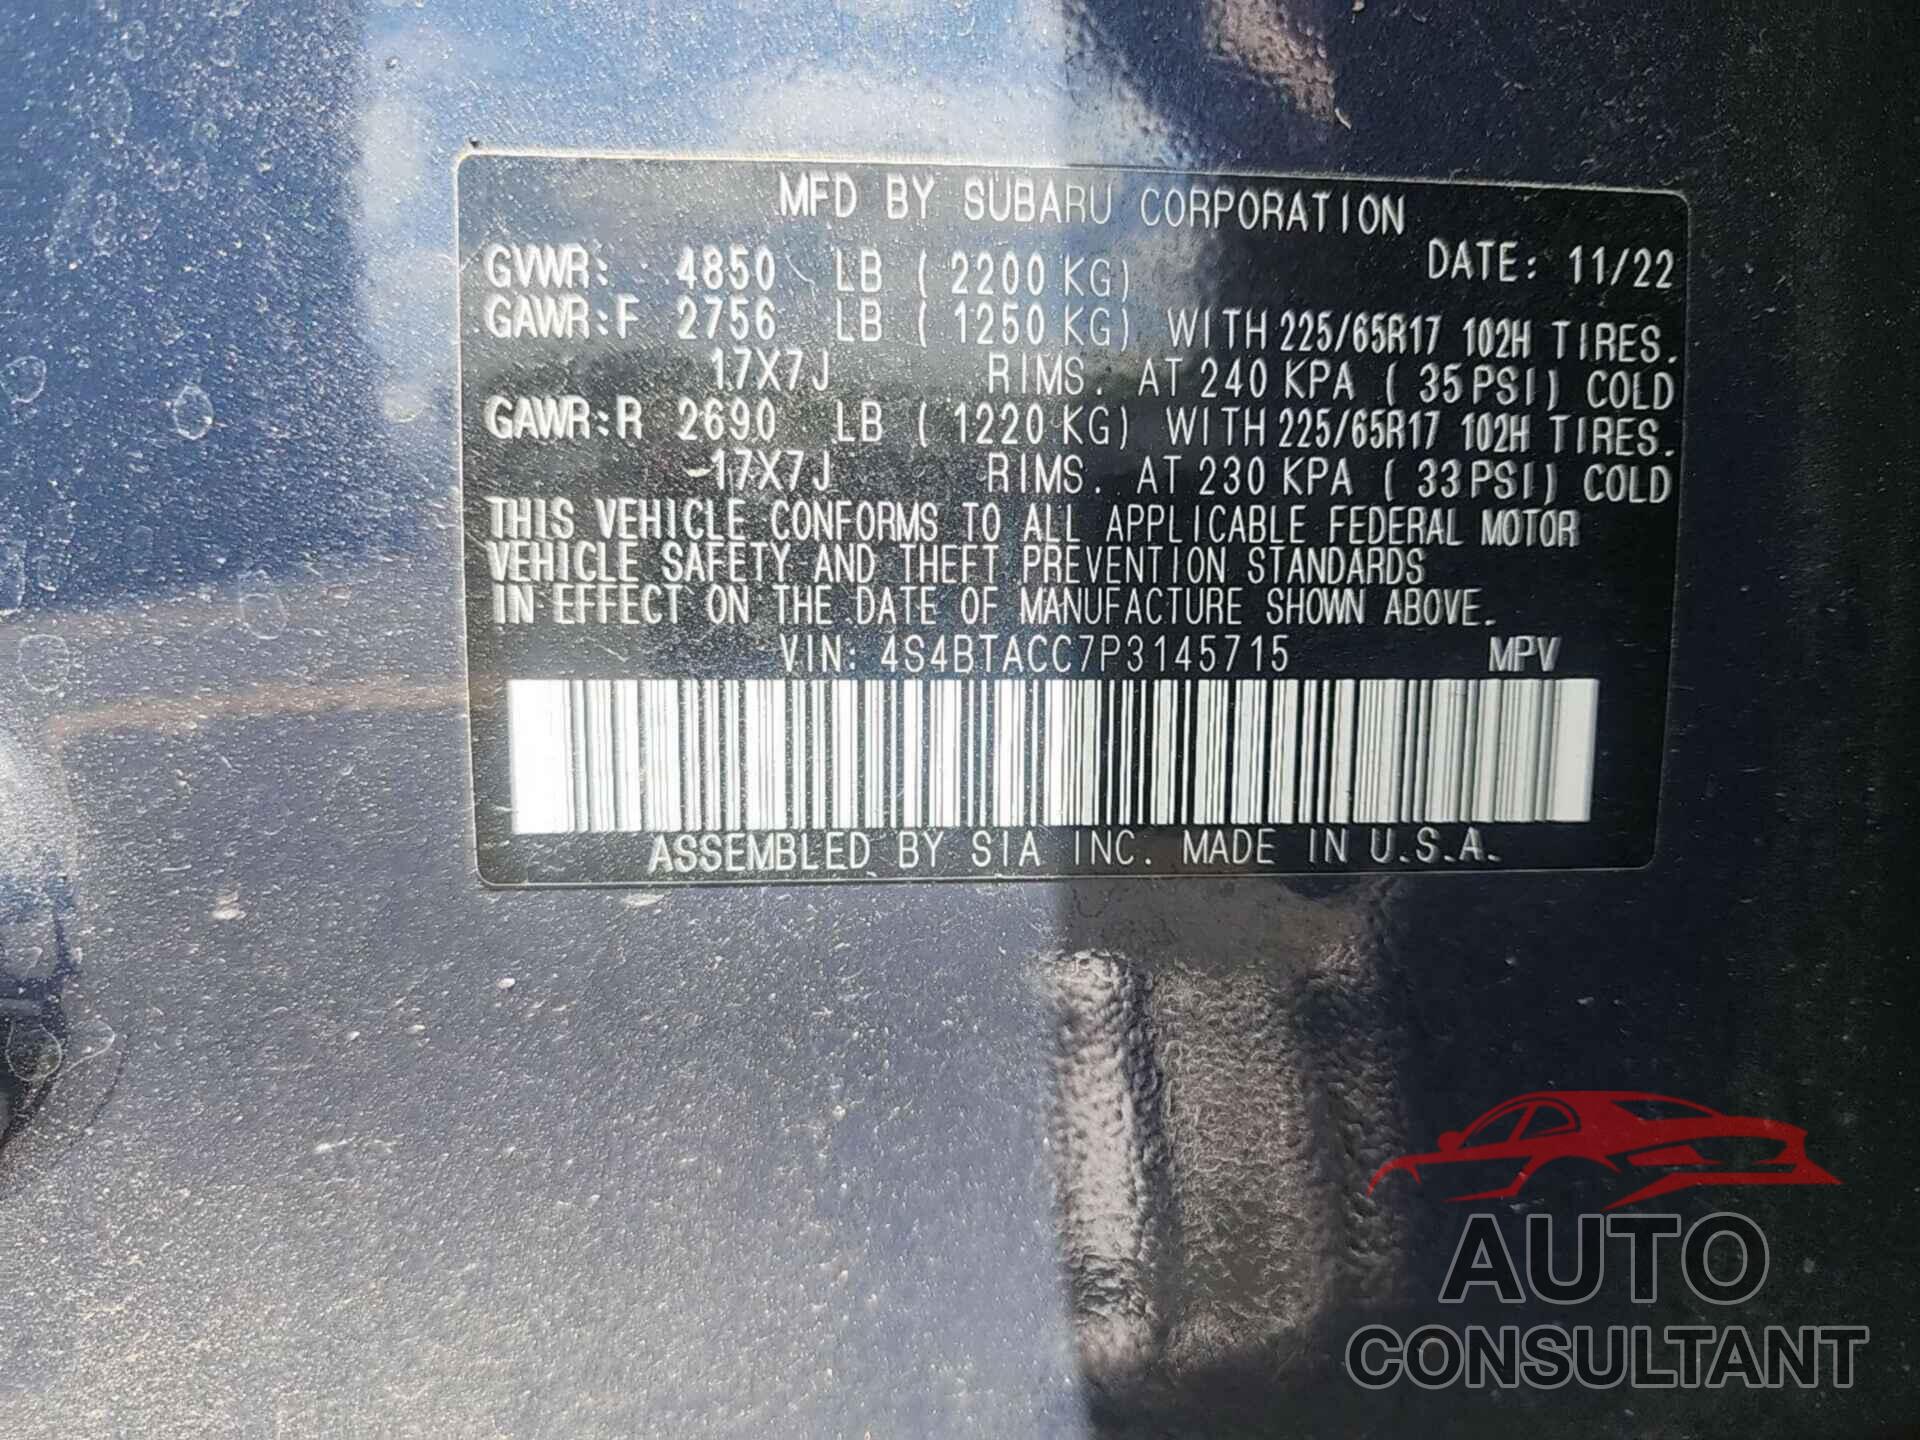 MFD BY SUBARU CORPORATION
DATE: 11/22
GVWR: 4850 LB ( 2200 KG)
GAWR:F 2756 LB ( 1250 KG) WITH 225/65R17 102H TIRES.
17X7J RIMS. AT 240 KPA ( 35 PSI) COLD
GAWR:R 2690 LB ( 1220 KG) WITH 225/65R17 102H TIRES.
17X7J RIMS. AT 230 KPA ( 33 PSI) COLD
THIS VEHICLE CONFORMS TO ALL APPLICABLE FEDERAL MOTOR
VEHICLE SAFETY AND THEFT PREVENTION STANDARDS
IN EFFECT ON THE DATE OF MANUFACTURE SHOWN ABOVE.
VIN: 4S4BTACC7P3145715 MPV
ASSEMBLED BY SIA INC. MADE IN U.S.A.
AUTO
CONSULTANT